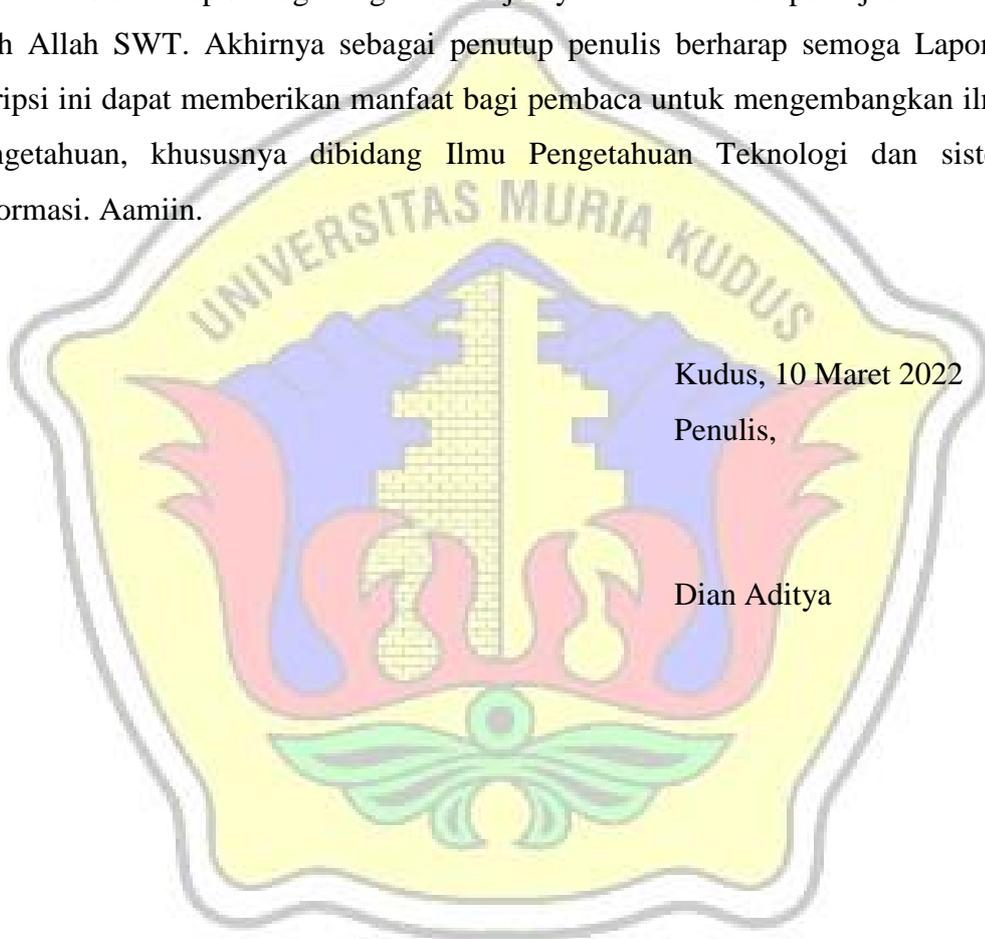 h Allah SWT. Akhirnya sebagai penutup penulis berharap semoga Lapor
ripsi ini dapat memberikan manfaat bagi pembaca untuk mengembangkan il
ngetahuan, khususnya dibidang Ilmu Pengetahuan Teknologi dan sist
ormasi. Aamiin.
UNIVERSITAS MURIA KUDUS
Kudus, 10 Maret 2022
Penulis,
Dian Aditya